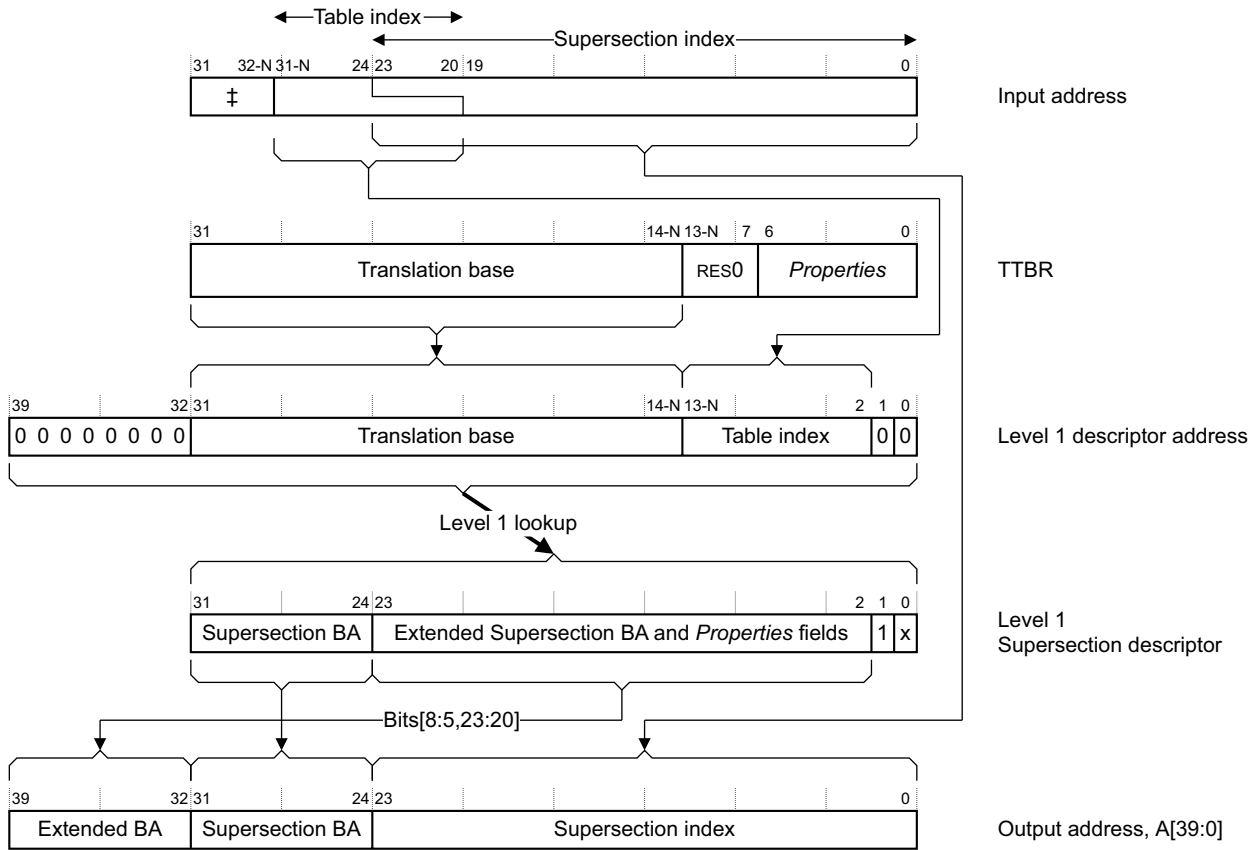 Table index
Supersection index
31 32-N 31-N 24 23 20 19 0
‡
Input address
31 14-N 13-N 7 6 0
Translation base RES0 Properties
TTBR
39 32 31 14-N 13-N 2 1 0
0 0 0 0 0 0 0 0 Translation base Table index 0 0
Level 1 descriptor address
Level 1 lookup
31 24 23 2 1 0
Supersection BA Extended Supersection BA and Properties fields 1 x
Level 1
Supersection descriptor
Bits[8:5,23:20]
39 32 31 24 23 0
Extended BA Supersection BA Supersection index
Output address, A[39:0]